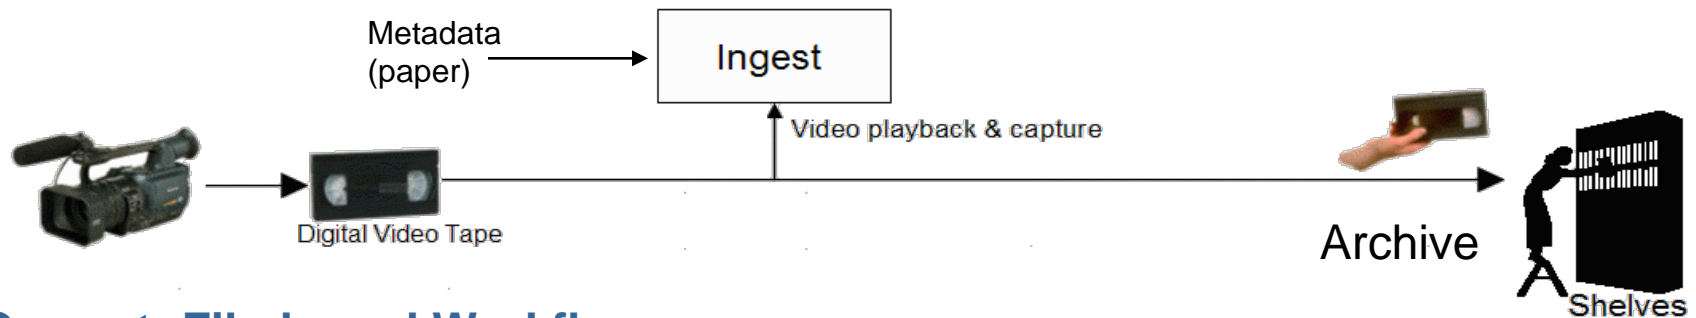 Metadata
(paper)
Ingest
Video playback & capture
Digital Video Tape
Archive
Shelves